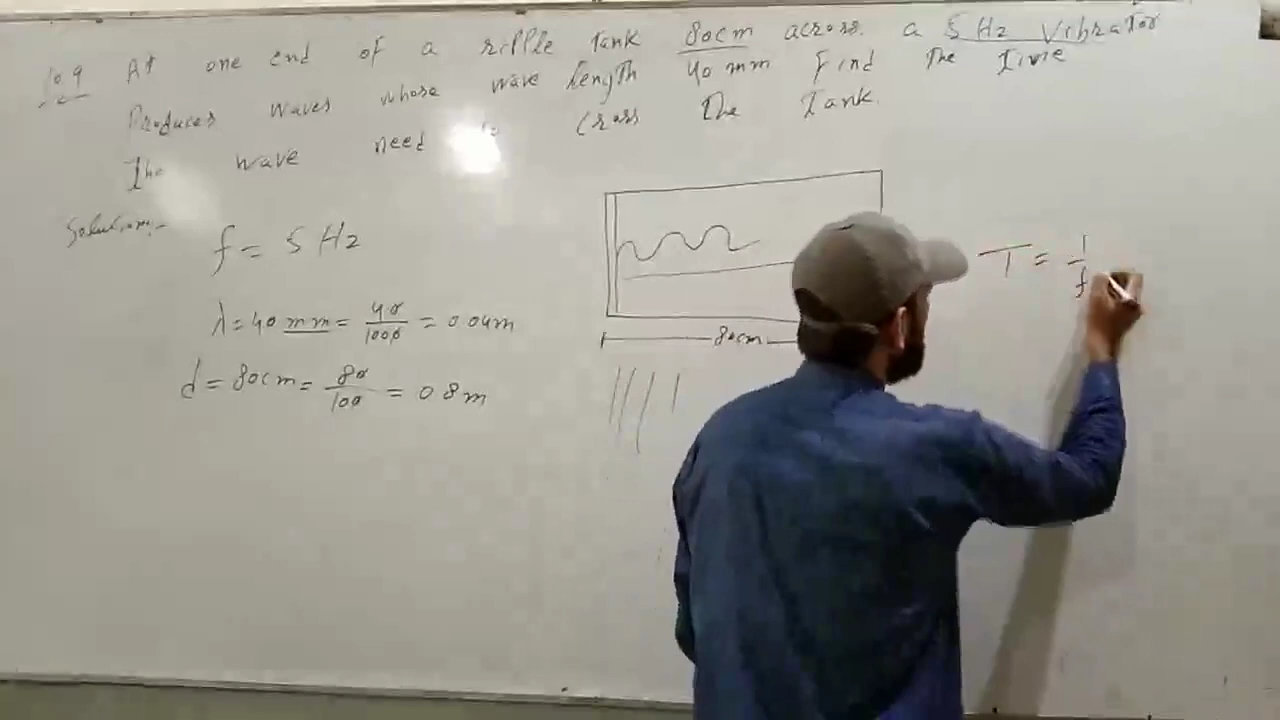 10.9 At one end of a ripple Tank 80cm across. a 5 Hz Vibrator
Produces waves whose wave length 40 mm Find The Time
The wave need to Cross The Tank.
Solution:-
f = 5 Hz
λ = 40 mm = 40/1000 = 0.04m
d = 80cm = 80/100 = 0.8m
80cm
T = 1/f